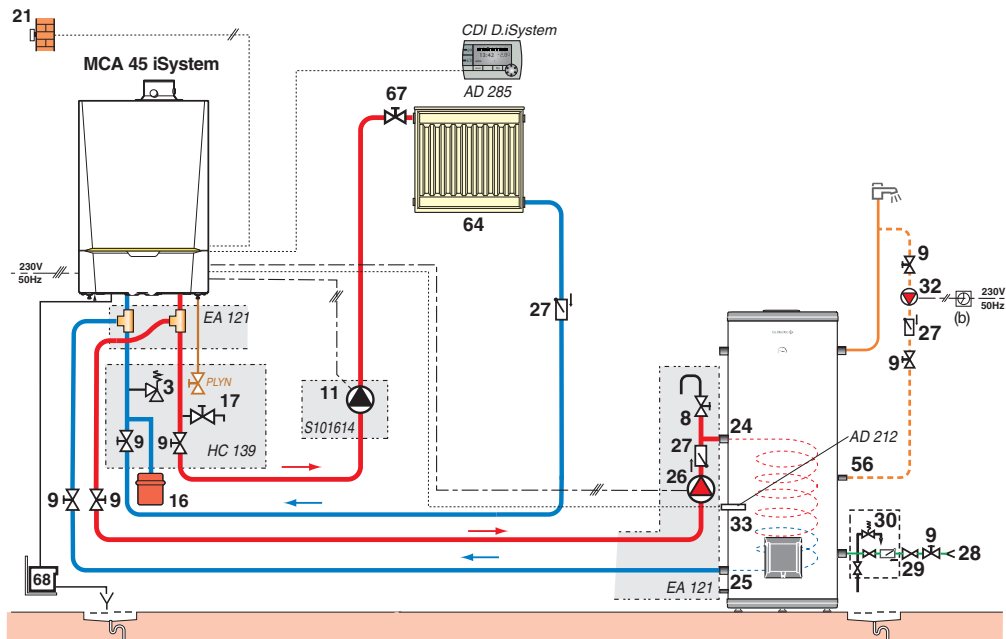 21
CDI D.iSystem
MCA 45 iSystem
AD 285
67
64
230V
50Hz
9
32
230V
50Hz
(b)
27
27
9
EA 121
PLYN
3
17
11
S101614
9
9
HC 139
16
8
24
AD 212
27
26
56
9
9
33
30
9
28
29
25
EA 121
68